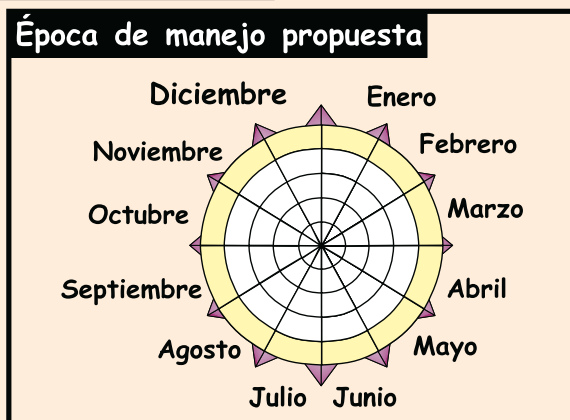 Época de manejo propuesta
Diciembre
Enero
Noviembre
Febrero
Octubre
Marzo
Septiembre
Abril
Agosto
Mayo
Julio
Junio